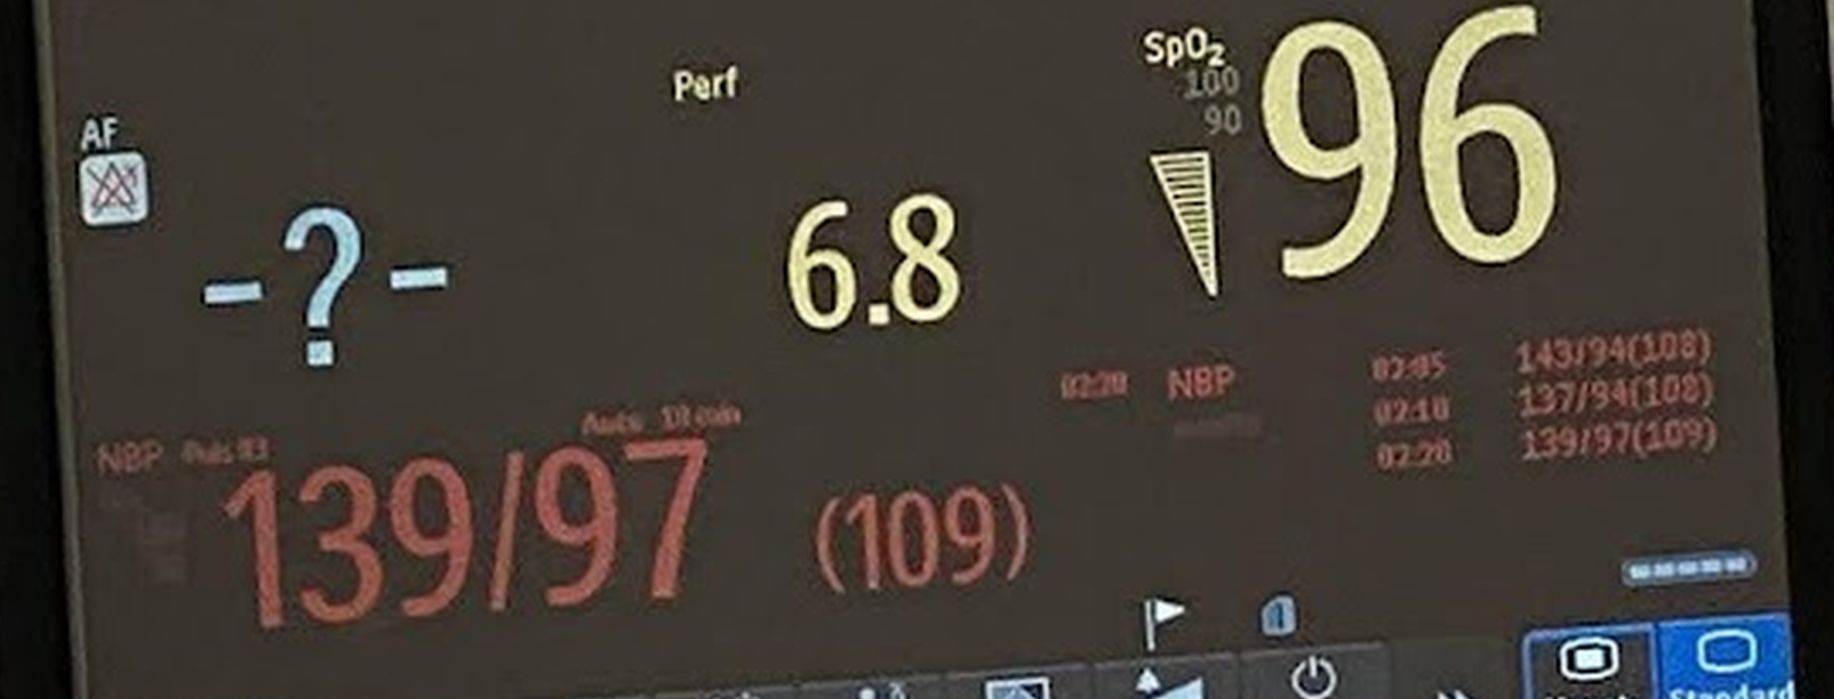 Perf
SpO₂
100
90
96
AF
-?-
6.8
NBP
Auto 10 min
139/97 (109)
02:20 NBP
02:05 143/94(108)
02:10 137/94(108)
02:20 139/97(109)
Standard